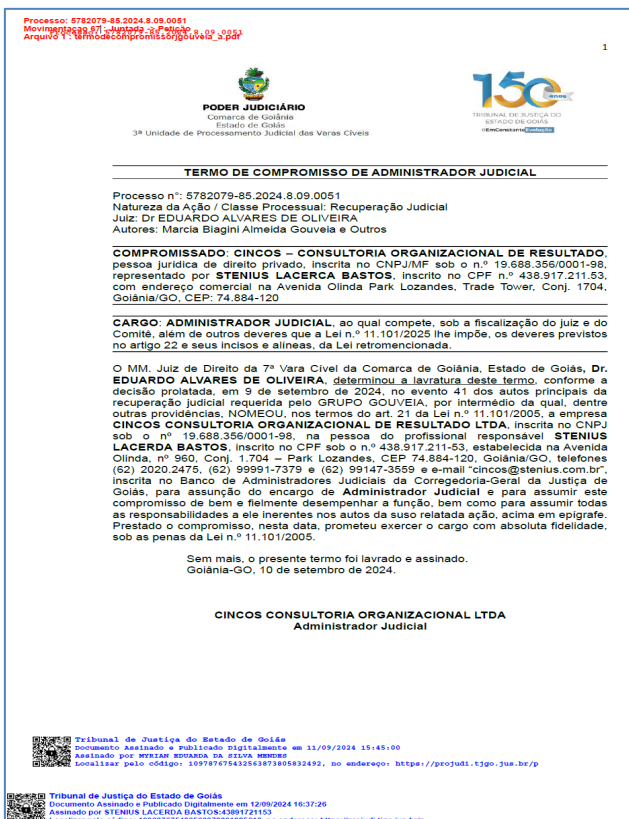 Processo: 5782079-85.2024.8.09.0051
Movimentacao 67 : Juntada -> Petição
Arquivo 1 : termodecompromissorjgouveia_a.pdf
1
150 anos
TRIBUNAL DE JUSTIÇA DO
ESTADO DE GOIÁS
#EmConstanteEvolução
PODER JUDICIÁRIO
Comarca de Goiânia
Estado de Goiás
3ª Unidade de Processamento Judicial das Varas Cíveis
TERMO DE COMPROMISSO DE ADMINISTRADOR JUDICIAL
Processo n°: 5782079-85.2024.8.09.0051
Natureza da Ação / Classe Processual: Recuperação Judicial
Juiz: Dr EDUARDO ALVARES DE OLIVEIRA
Autores: Marcia Biagini Almeida Gouveia e Outros
COMPROMISSADO: CINCOS – CONSULTORIA ORGANIZACIONAL DE RESULTADO,
pessoa jurídica de direito privado, inscrita no CNPJ/MF sob o n.º 19.688.356/0001-98,
representado por STENIUS LACERCA BASTOS, inscrito no CPF n.º 438.917.211.53,
com endereço comercial na Avenida Olinda Park Lozandes, Trade Tower, Conj. 1704,
Goiânia/GO, CEP: 74.884-120
CARGO: ADMINISTRADOR JUDICIAL, ao qual compete, sob a fiscalização do juiz e do
Comitê, além de outros deveres que a Lei n.º 11.101/2025 lhe impõe, os deveres previstos
no artigo 22 e seus incisos e alíneas, da Lei retromencionada.
O MM. Juiz de Direito da 7ª Vara Cível da Comarca de Goiânia, Estado de Goiás, Dr.
EDUARDO ALVARES DE OLIVEIRA, determinou a lavratura deste termo, conforme a
decisão prolatada, em 9 de setembro de 2024, no evento 41 dos autos principais da
recuperação judicial requerida pelo GRUPO GOUVEIA, por intermédio da qual, dentre
outras providências, NOMEOU, nos termos do art. 21 da Lei n.º 11.101/2005, a empresa
CINCOS CONSULTORIA ORGANIZACIONAL DE RESULTADO LTDA, inscrita no CNPJ
sob o nº 19.688.356/0001-98, na pessoa do profissional responsável STENIUS
LACERDA BASTOS, inscrito no CPF sob o n.º 438.917.211-53, estabelecida na Avenida
Olinda, nº 960, Conj. 1.704 – Park Lozandes, CEP 74.884-120, Goiânia/GO, telefones
(62) 2020.2475, (62) 99991-7379 e (62) 99147-3559 e e-mail "cincos@stenius.com.br",
inscrita no Banco de Administradores Judiciais da Corregedoria-Geral da Justiça de
Goiás, para assunção do encargo de Administrador Judicial e para assumir este
compromisso de bem e fielmente desempenhar a função, bem como para assumir todas
as responsabilidades a ele inerentes nos autos da suso relatada ação, acima em epígrafe.
Prestado o compromisso, nesta data, prometeu exercer o cargo com absoluta fidelidade,
sob as penas da Lei n.º 11.101/2005.
Sem mais, o presente termo foi lavrado e assinado.
Goiânia-GO, 10 de setembro de 2024.
CINCOS CONSULTORIA ORGANIZACIONAL LTDA
Administrador Judicial
Tribunal de Justiça do Estado de Goiás
Documento Assinado e Publicado Digitalmente em 11/09/2024 15:45:00
Assinado por MYRIAN EDUARDA DA SILVA MENDES
Localizar pelo código: 109787675432563873805832492, no endereço: https://projudi.tjgo.jus.br/p
Tribunal de Justiça do Estado de Goiás
Documento Assinado e Publicado Digitalmente em 12/09/2024 16:37:26
Assinado por STENIUS LACERDA BASTOS:43891721153